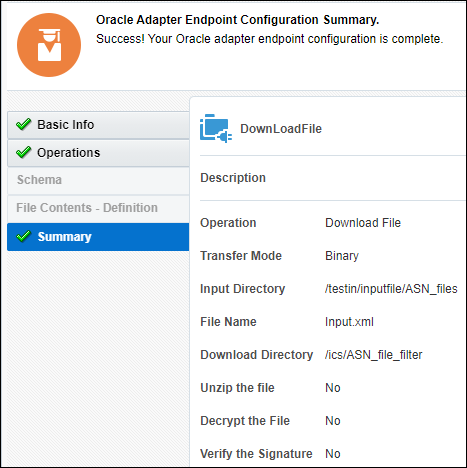 Oracle Adapter Endpoint Configuration Summary.
Success! Your Oracle adapter endpoint configuration is complete.
Basic Info
Operations
Schema
File Contents - Definition
Summary
DownLoadFile
Description
Operation Download File
Transfer Mode Binary
Input Directory /testin/inputfile/ASN_files
File Name Input.xml
Download Directory /ics/ASN_file_filter
Unzip the file No
Decrypt the File No
Verify the Signature No